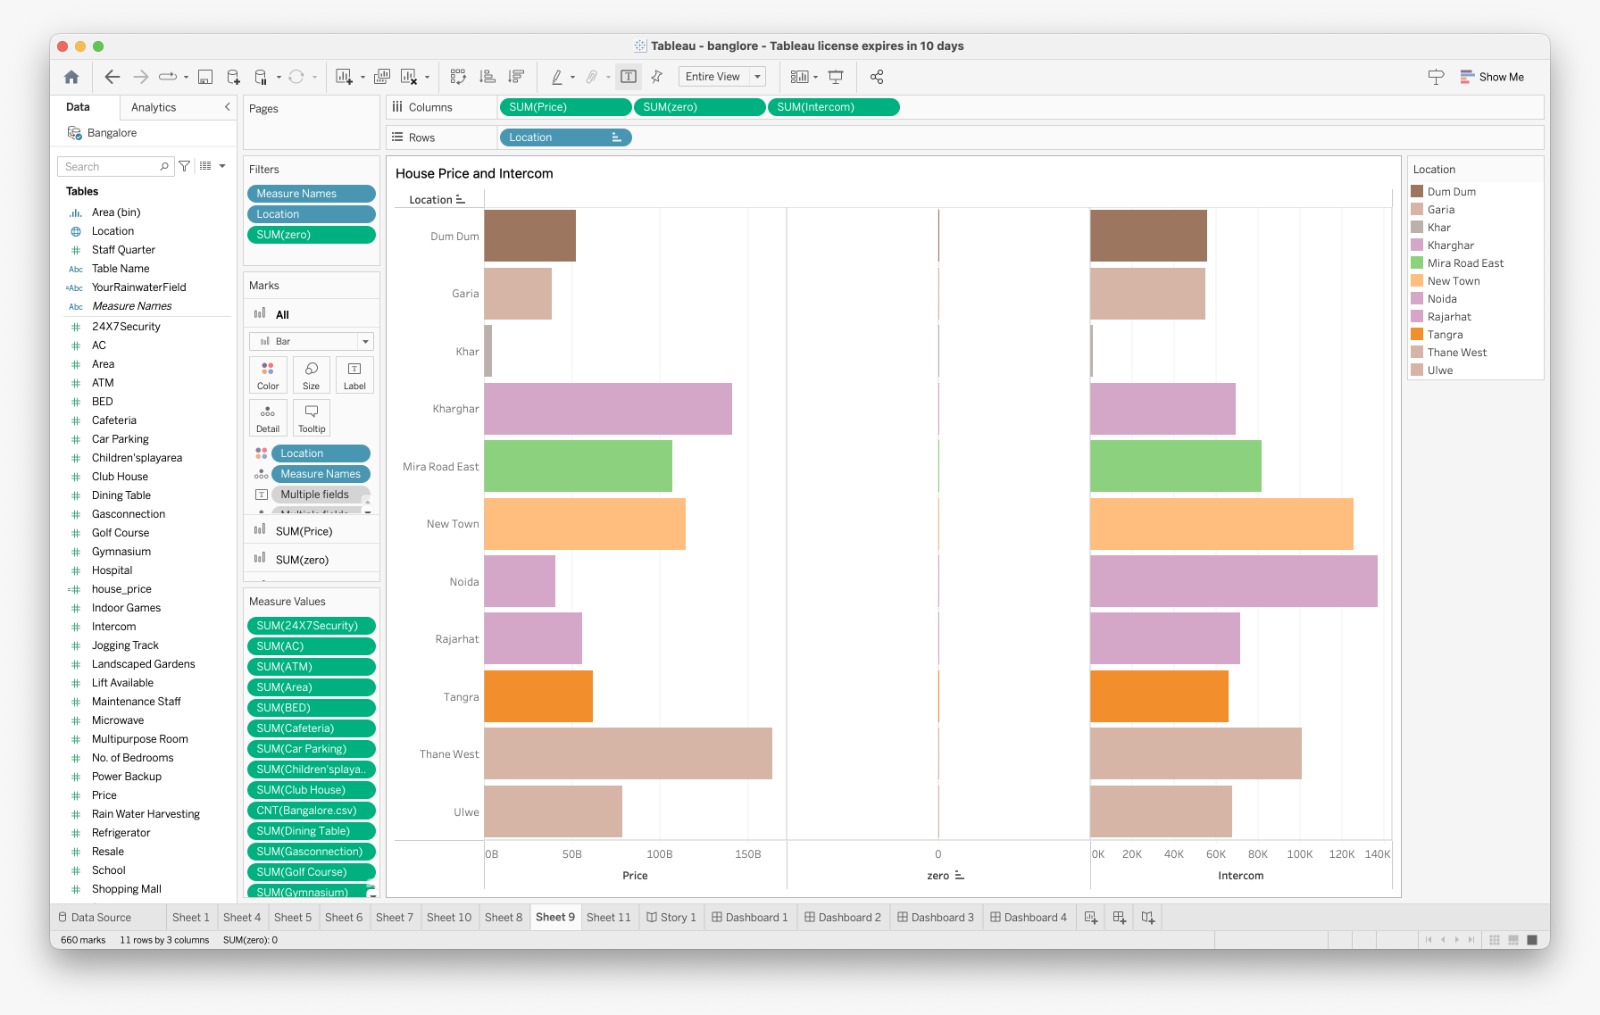 Tableau - banglore - Tableau license expires in 10 days
Entire View
Show Me
Data
Analytics
Bangalore
Search
Tables
Area (bin)
Location
Staff Quarter
Abc Table Name
=Abc YourRainwaterField
Abc Measure Names
24X7Security
AC
Area
ATM
BED
Cafeteria
Car Parking
Children'splayarea
Club House
Dining Table
Gasconnection
Golf Course
Gymnasium
Hospital
house_price
Indoor Games
Intercom
Jogging Track
Landscaped Gardens
Lift Available
Maintenance Staff
Microwave
Multipurpose Room
No. of Bedrooms
Power Backup
Price
Rain Water Harvesting
Refrigerator
Resale
School
Shopping Mall
Pages
Filters
Measure Names
Location
SUM(zero)
Marks
All
Bar
Color
Size
Label
Detail
Tooltip
Location
Measure Names
Multiple fields
Multiple fields
SUM(Price)
SUM(zero)
Measure Values
SUM(24X7Security)
SUM(AC)
SUM(ATM)
SUM(Area)
SUM(BED)
SUM(Cafeteria)
SUM(Car Parking)
SUM(Children'splaya..
SUM(Club House)
CNT(Bangalore.csv)
SUM(Dining Table)
SUM(Gasconnection)
SUM(Golf Course)
SUM(Gymnasium)
Columns
SUM(Price)
SUM(zero)
SUM(Intercom)
Rows
Location
House Price and Intercom
Location
Dum Dum
Garia
Khar
Kharghar
Mira Road East
New Town
Noida
Rajarhat
Tangra
Thane West
Ulwe
0B 50B 100B 150B
Price
0
zero
0K 20K 40K 60K 80K 100K 120K 140K
Intercom
Location
Dum Dum
Garia
Khar
Kharghar
Mira Road East
New Town
Noida
Rajarhat
Tangra
Thane West
Ulwe
Data Source
Sheet 1
Sheet 4
Sheet 5
Sheet 6
Sheet 7
Sheet 10
Sheet 8
Sheet 9
Sheet 11
Story 1
Dashboard 1
Dashboard 2
Dashboard 3
Dashboard 4
660 marks
11 rows by 3 columns
SUM(zero): 0